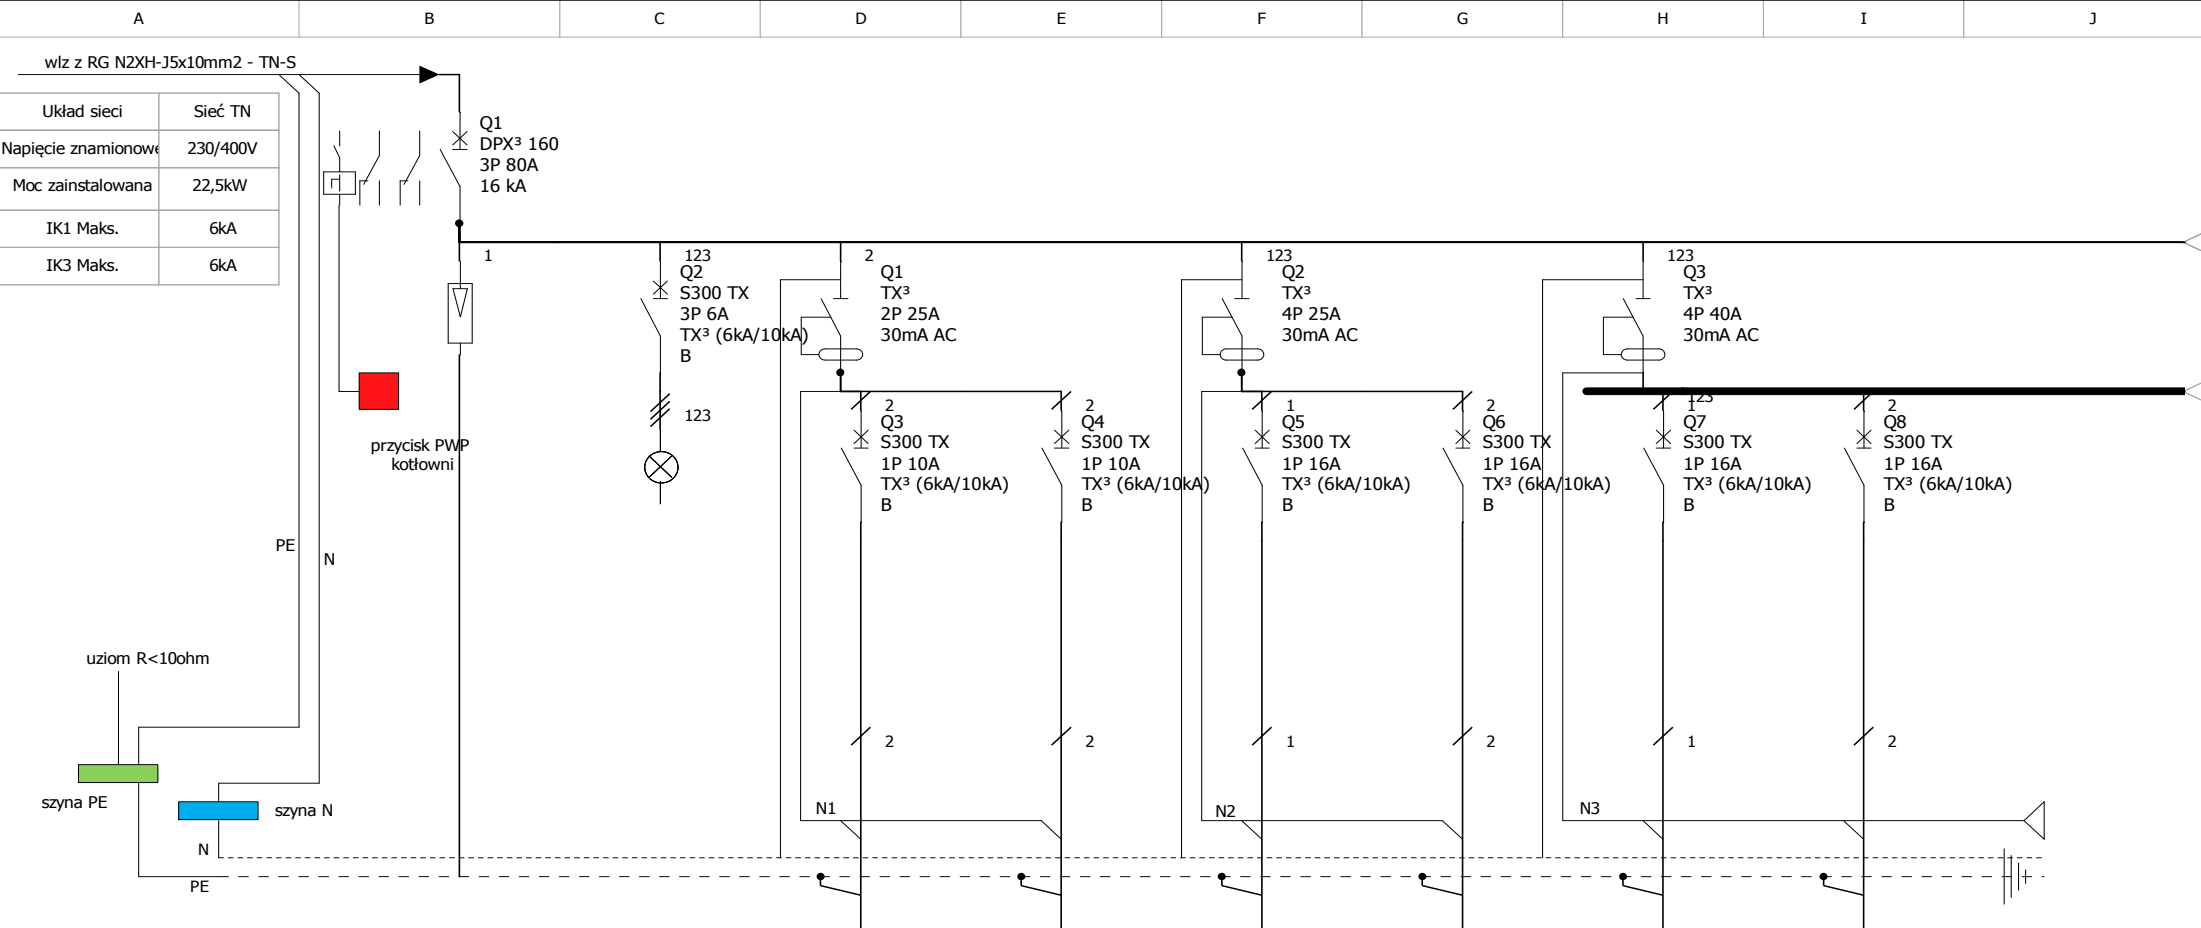 A B C D E F G H I J
wlz z RG N2XH-J5x10mm2 - TN-S
Układ sieci Sieć TN
Napięcie znamionowe 230/400V
Moc zainstalowana 22,5kW
IK1 Maks. 6kA
IK3 Maks. 6kA
Q1
DPX³ 160
3P 80A
16 kA
1
123
Q2
S300 TX
3P 6A
TX³ (6kA/10kA)
B
123
2
Q1
TX³
2P 25A
30mA AC
123
Q2
TX³
4P 25A
30mA AC
123
Q3
TX³
4P 40A
30mA AC
123
przycisk PWP
kotłowni
2
Q3
S300 TX
1P 10A
TX³ (6kA/10kA)
B
2
Q4
S300 TX
1P 10A
TX³ (6kA/10kA)
B
1
Q5
S300 TX
1P 16A
TX³ (6kA/10kA)
B
2
Q6
S300 TX
1P 16A
TX³ (6kA/10kA)
B
1
Q7
S300 TX
1P 16A
TX³ (6kA/10kA)
B
2
Q8
S300 TX
1P 16A
TX³ (6kA/10kA)
B
PE
N
uziom R<10ohm
2 2 1 2 1 2
szyna PE
szyna N
N1 N2 N3
N
PE